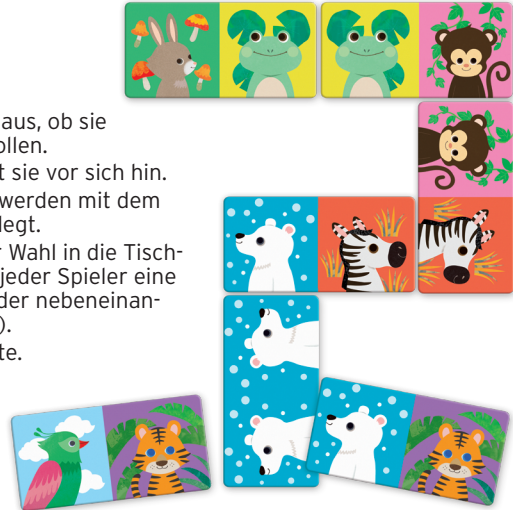 aus, ob sie
ollen.
t sie vor sich hin.
werden mit dem
legt.
r Wahl in die Tisch-
jeder Spieler eine
der nebeneinan-
).
te.